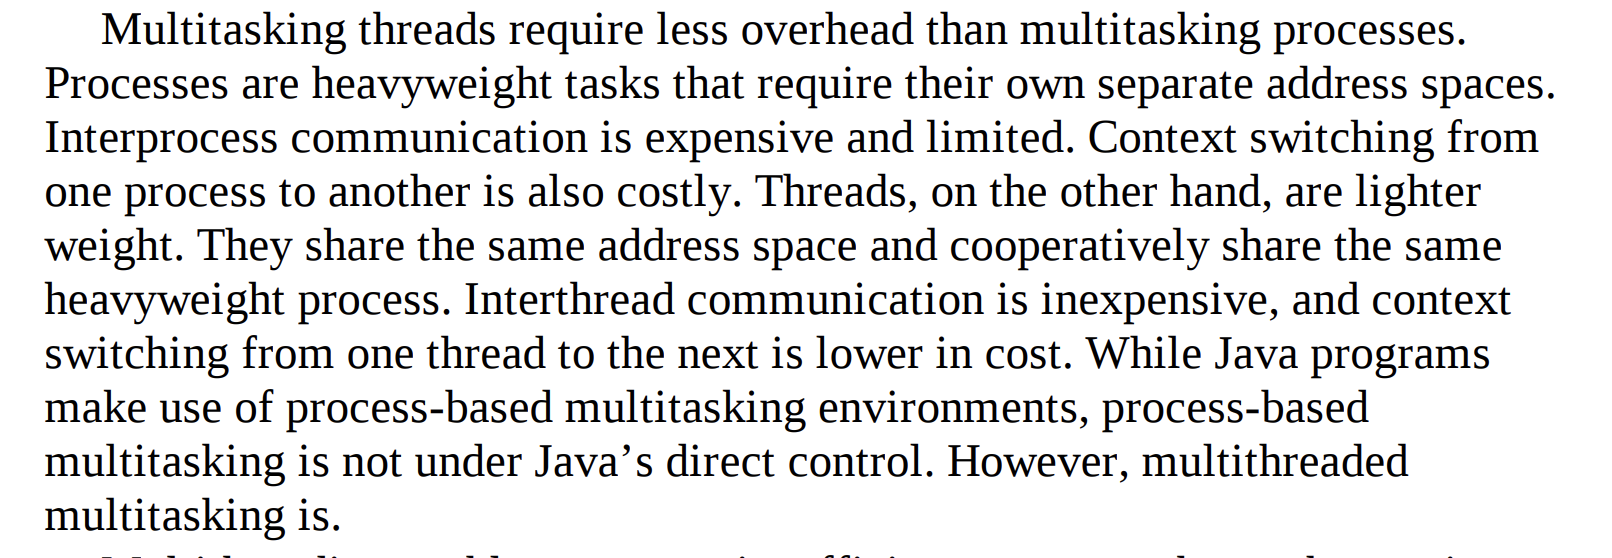 Multitasking threads require less overhead than multitasking processes.
Processes are heavyweight tasks that require their own separate address spaces.
Interprocess communication is expensive and limited. Context switching from
one process to another is also costly. Threads, on the other hand, are lighter
weight. They share the same address space and cooperatively share the same
heavyweight process. Interthread communication is inexpensive, and context
switching from one thread to the next is lower in cost. While Java programs
make use of process-based multitasking environments, process-based
multitasking is not under Java’s direct control. However, multithreaded
multitasking is.